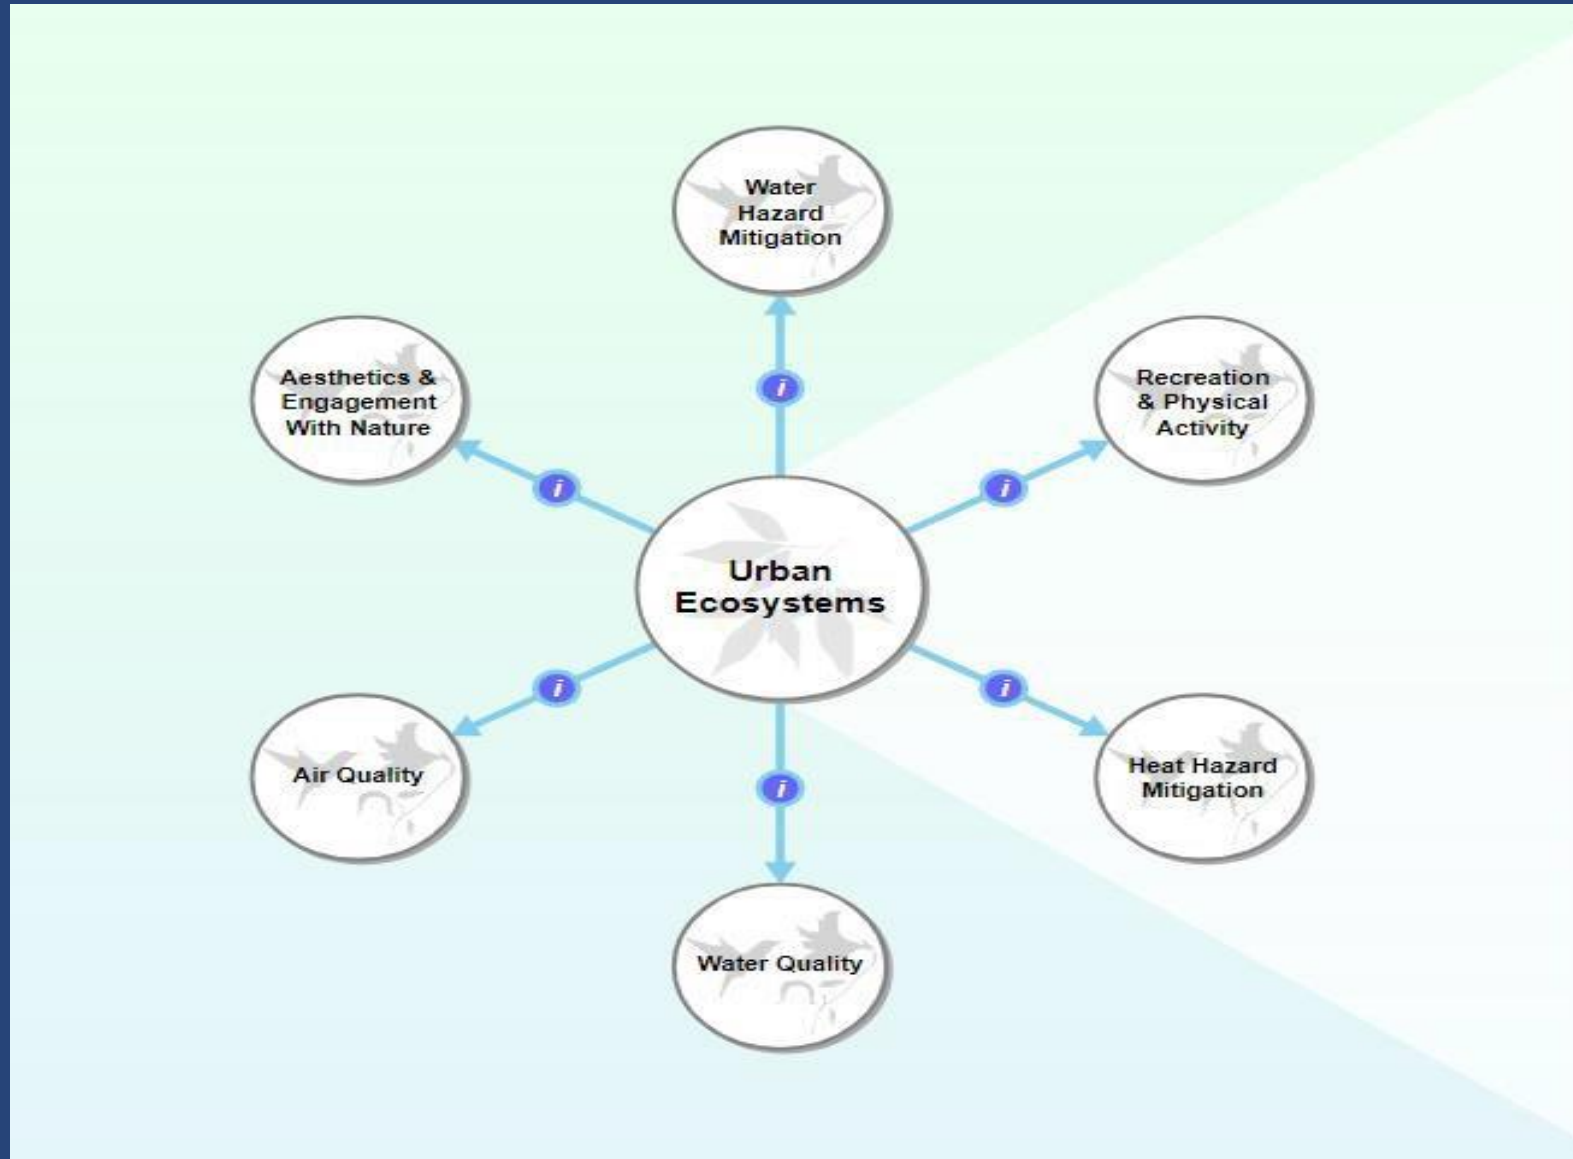 Water
Hazard
Mitigation
Aesthetics &
Engagement
With Nature
i
Recreation
& Physical
Activity
i
i
Urban
Ecosystems
i
i
Air Quality
i
Heat Hazard
Mitigation
Water Quality